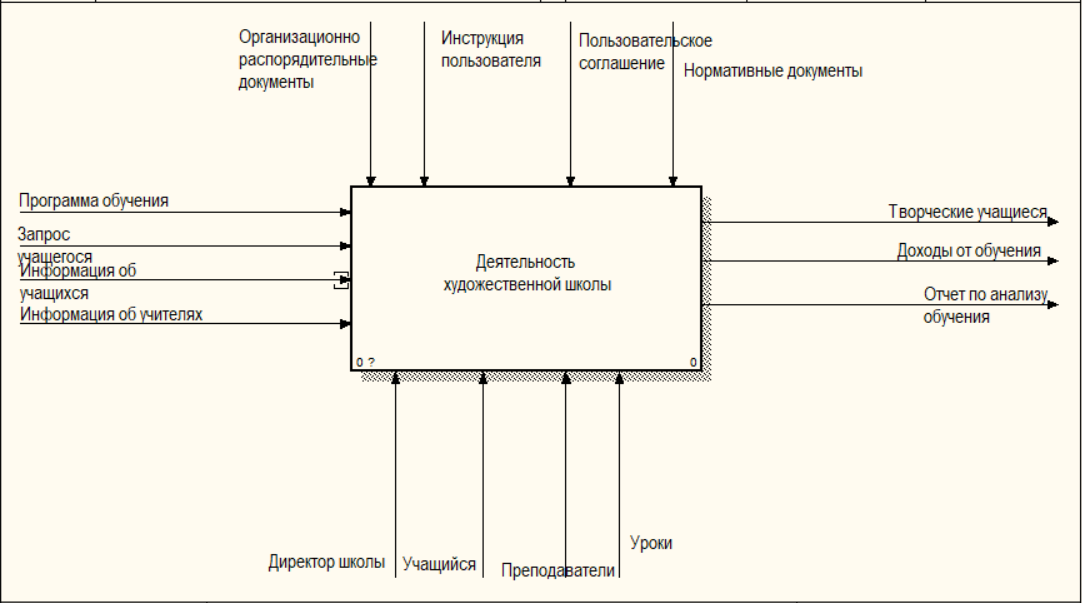 Организационно
распорядительные
документы
Инструкция
пользователя
Пользовательское
соглашение
Нормативные документы
Программа обучения
Запрос
учащегося
Информация об
учащихся
Информация об учителях
Деятельность
художественной школы
0 ?
0
Творческие учащиеся
Доходы от обучения
Отчет по анализу
обучения
Директор школы
Учащийся
Преподаватели
Уроки